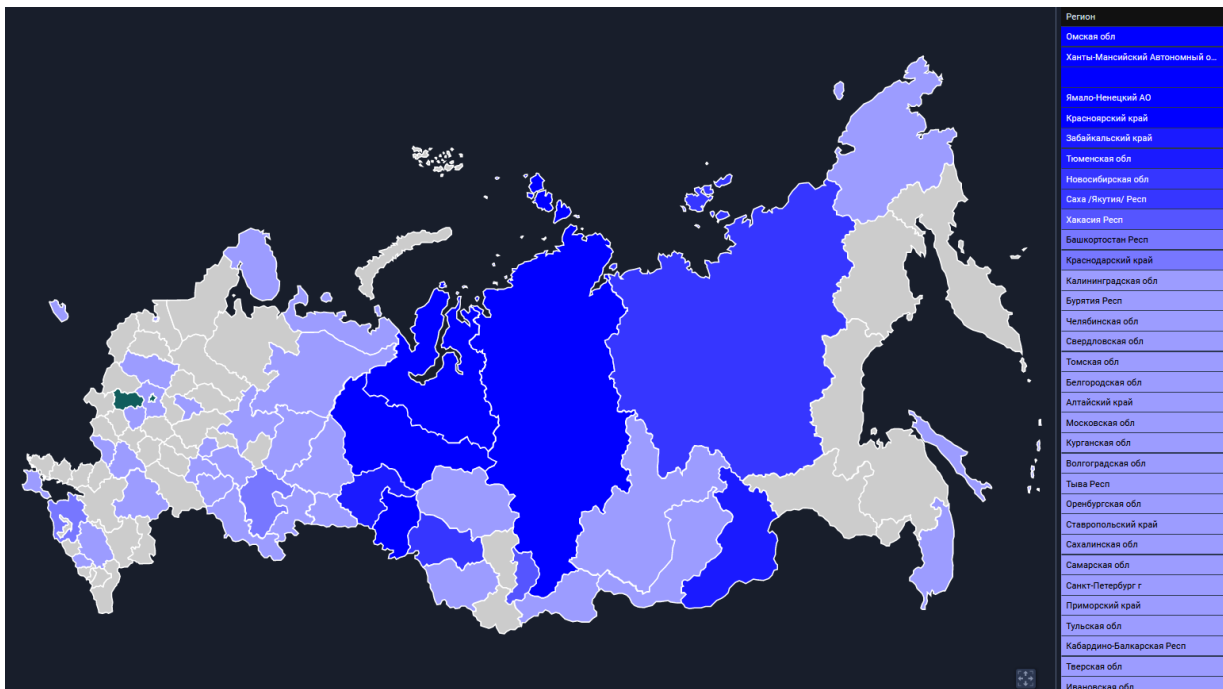 Регион
Омская обл
Ханты-Мансийский Автономный о...
Ямало-Ненецкий АО
Красноярский край
Забайкальский край
Тюменская обл
Новосибирская обл
Саха /Якутия/ Респ
Хакасия Респ
Башкортостан Респ
Краснодарский край
Калининградская обл
Бурятия Респ
Челябинская обл
Свердловская обл
Томская обл
Белгородская обл
Алтайский край
Московская обл
Курганская обл
Волгоградская обл
Тыва Респ
Оренбургская обл
Ставропольский край
Сахалинская обл
Самарская обл
Санкт-Петербург г
Приморский край
Тульская обл
Кабардино-Балкарская Респ
Тверская обл
Ивановская обл